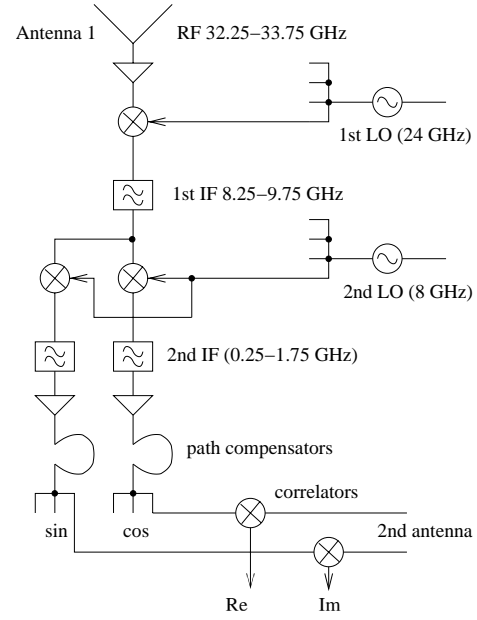 Antenna 1
RF 32.25−33.75 GHz
1st LO (24 GHz)
1st IF 8.25−9.75 GHz
2nd LO (8 GHz)
2nd IF (0.25−1.75 GHz)
path compensators
correlators
sin
cos
2nd antenna
Re
Im